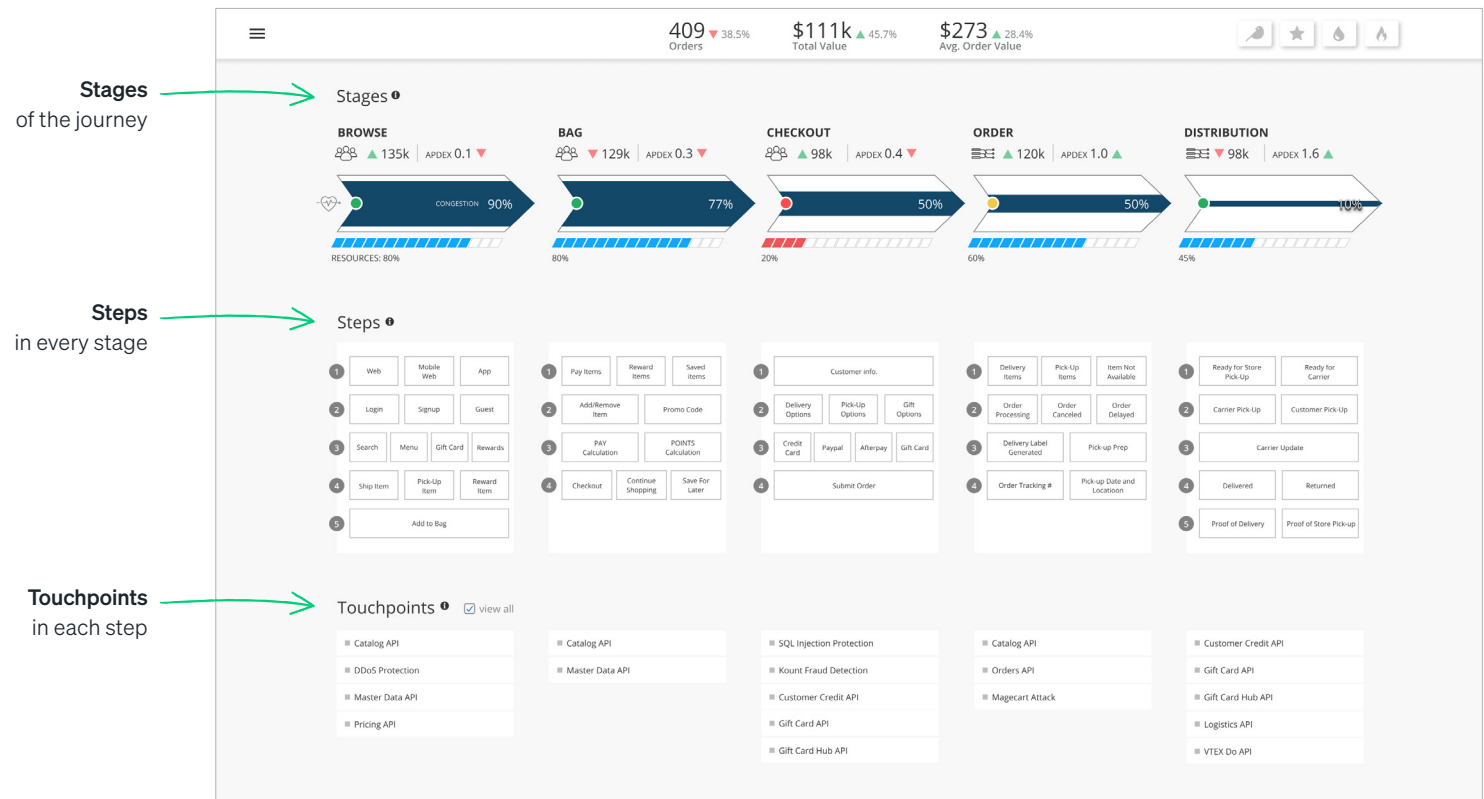 409 ▼ 38.5%
Orders
$111k ▲ 45.7%
Total Value
$273 ▲ 28.4%
Avg. Order Value
Stages
of the journey
Stages
BROWSE
▲ 135k APDEX 0.1 ▼
CONGESTION 90%
RESOURCES: 80%
BAG
▼ 129k APDEX 0.3 ▼
77%
80%
CHECKOUT
▲ 98k APDEX 0.4 ▼
50%
20%
ORDER
▲ 120k APDEX 1.0 ▲
50%
60%
DISTRIBUTION
▼ 98k APDEX 1.6 ▲
10%
45%
Steps
in every stage
Steps
1 Web
Mobile
Web
App
2 Login Signup Guest
3 Search Menu Gift Card Rewards
4 Ship Item
Pick-Up
Item
Reward
Item
5 Add to Bag
1 Pay Items
Reward
Items
Saved
items
2 Add/Remove
Item
Promo Code
3 PAY
Calculation
POINTS
Calculation
4 Checkout
Continue
Shopping
Save For
Later
1 Customer info.
2 Delivery
Options
Pick-Up
Options
Gift
Options
3 Credit
Card
Paypal Afterpay Gift Card
4 Submit Order
1 Delivery
Items
Pick-Up
Items
Item Not
Available
2 Order
Processing
Order
Canceled
Order
Delayed
3 Delivery Label
Generated
Pick-up Prep
4 Order Tracking #
Pick-up Date and
Locatioon
1 Ready for Store
Pick-Up
Ready for
Carrier
2 Carrier Pick-Up Customer Pick-Up
3 Carrier Update
4 Delivered Returned
5 Proof of Delivery Proof of Store Pick-up
Touchpoints
in each step
Touchpoints view all
Catalog API
DDoS Protection
Master Data API
Pricing API
Catalog API
Master Data API
SQL Injection Protection
Kount Fraud Detection
Customer Credit API
Gift Card API
Gift Card Hub API
Catalog API
Orders API
Magecart Attack
Customer Credit API
Gift Card API
Gift Card Hub API
Logistics API
VTEX Do API